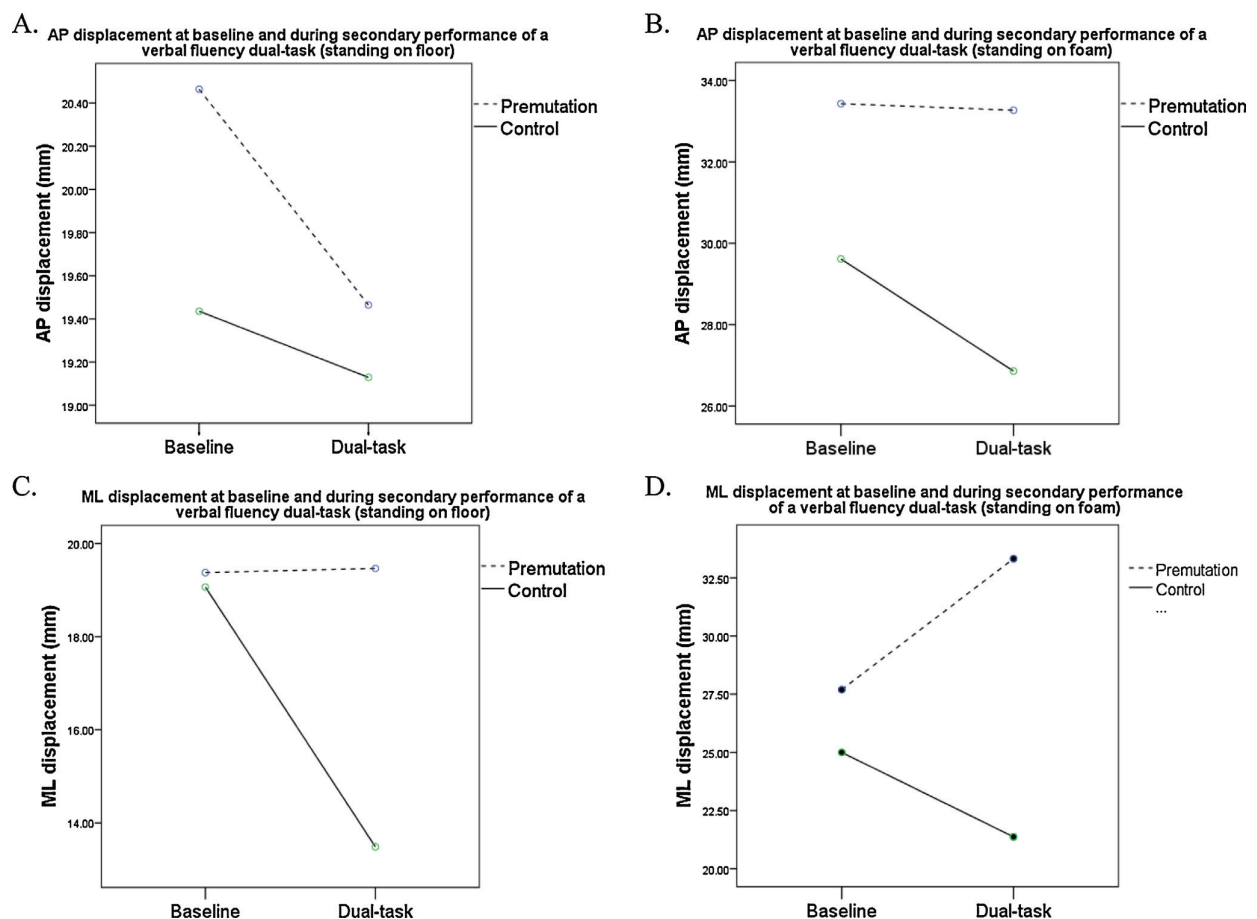 A.
AP displacement at baseline and during secondary performance of a
verbal fluency dual-task (standing on floor)
AP displacement (mm)
20.40
20.20
20.00
19.80
19.60
19.40
19.20
19.00
Baseline
Dual-task
Premutation
Control
B.
AP displacement at baseline and during secondary performance of a
verbal fluency dual-task (standing on foam)
AP displacement (mm)
34.00
32.00
30.00
28.00
26.00
Baseline
Dual-task
Premutation
Control
C.
ML displacement at baseline and during secondary performance of a
verbal fluency dual-task (standing on floor)
ML displacement (mm)
20.00
18.00
16.00
14.00
Baseline
Dual-task
Premutation
Control
D.
ML displacement at baseline and during secondary performance
of a verbal fluency dual-task (standing on foam)
ML displacement (mm)
32.50
30.00
27.50
25.00
22.50
20.00
Baseline
Dual-task
Premutation
Control
...